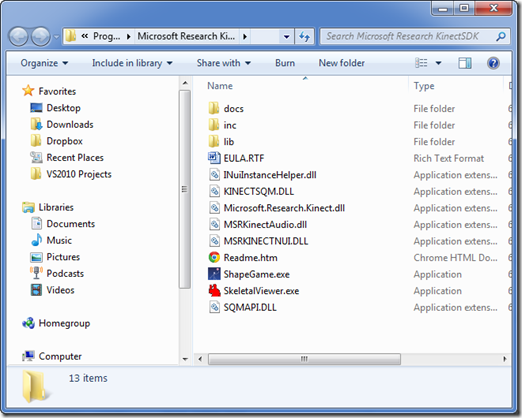 « Prog... ▸ Microsoft Research Ki... ▸
Search Microsoft Research KinectSDK
Organize Include in library Share with Burn New folder
Favorites
Desktop
Downloads
Dropbox
Recent Places
VS2010 Projects
Libraries
Documents
Music
Pictures
Podcasts
Videos
Homegroup
Computer
Name Type
docs File folder
inc File folder
lib File folder
EULA.RTF Rich Text Format
INuiInstanceHelper.dll Application extens...
KINECTSQM.DLL Application extens...
Microsoft.Research.Kinect.dll Application extens...
MSRKinectAudio.dll Application extens...
MSRKINECTNUI.DLL Application extens...
Readme.htm Chrome HTML Do...
ShapeGame.exe Application
SkeletalViewer.exe Application
SQMAPI.DLL Application extens...
13 items